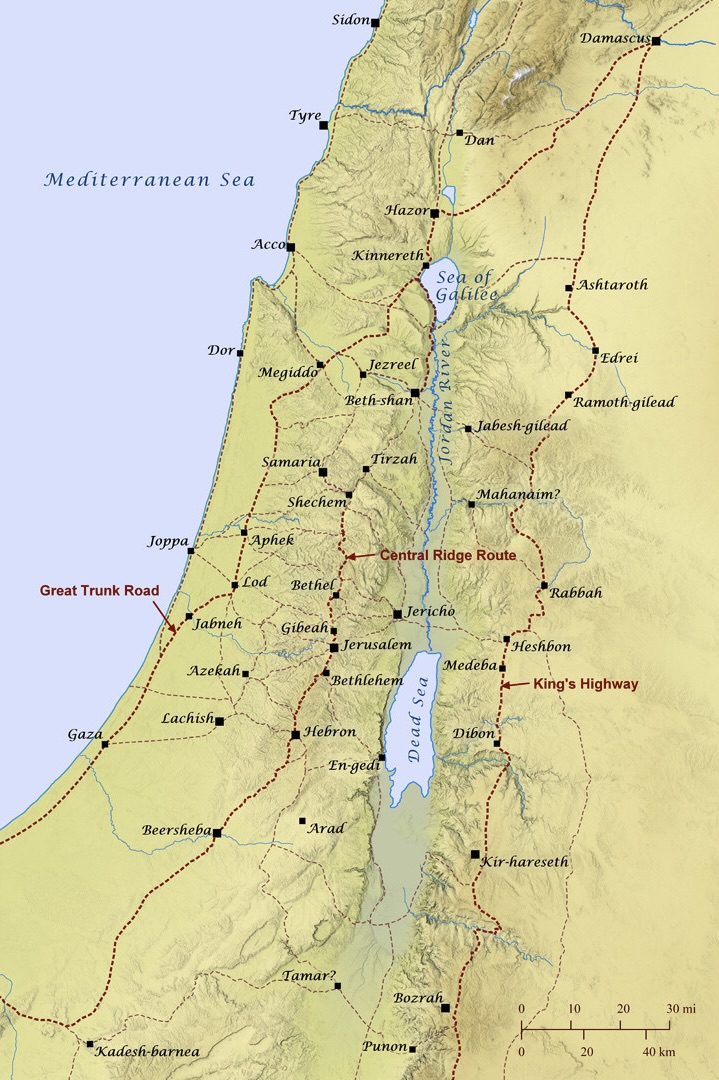 Sidon
Damascus
Tyre
Dan
Mediterranean Sea
Hazor
Acco
Kinnereth
Sea of
Galilee
Ashtaroth
Dor
Edrei
Megiddo
Jezreel
Beth-shan
Jordan River
Ramoth-gilead
Jabesh-gilead
Samaria
Tirzah
Shechem
Mahanaim?
Joppa
Aphek
Central Ridge Route
Great Trunk Road
Lod
Bethel
Rabbah
Jabneh
Jericho
Gibeah
Jerusalem
Heshbon
Azekah
Bethlehem
Medeba
King's Highway
Lachish
Dead Sea
Gaza
Hebron
Dibon
En-gedi
Beersheba
Arad
Kir-hareseth
Tamar?
Bozrah
0 10 20 30 mi
Kadesh-barnea
Punon
0 20 40 km